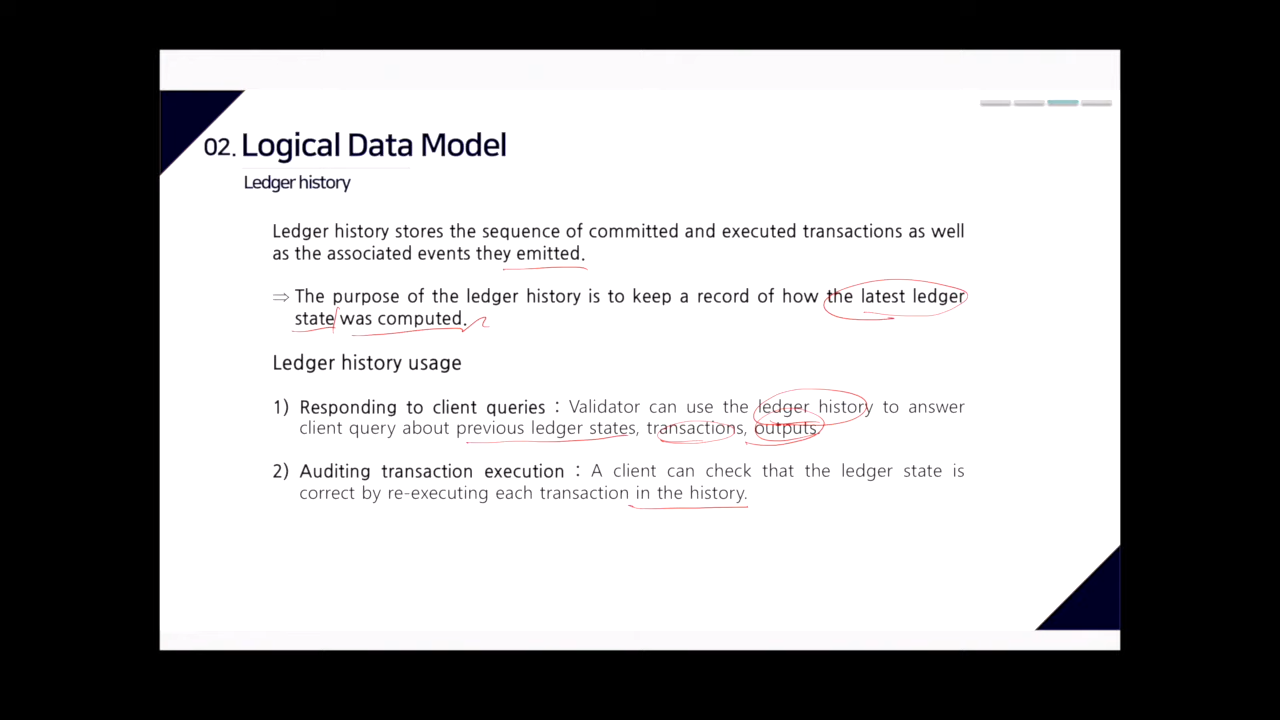 02. Logical Data Model
Ledger history
Ledger history stores the sequence of committed and executed transactions as well
as the associated events they emitted.
⇒ The purpose of the ledger history is to keep a record of how the latest ledger
state was computed.
Ledger history usage
1) Responding to client queries : Validator can use the ledger history to answer
client query about previous ledger states, transactions, outputs.
2) Auditing transaction execution : A client can check that the ledger state is
correct by re-executing each transaction in the history.